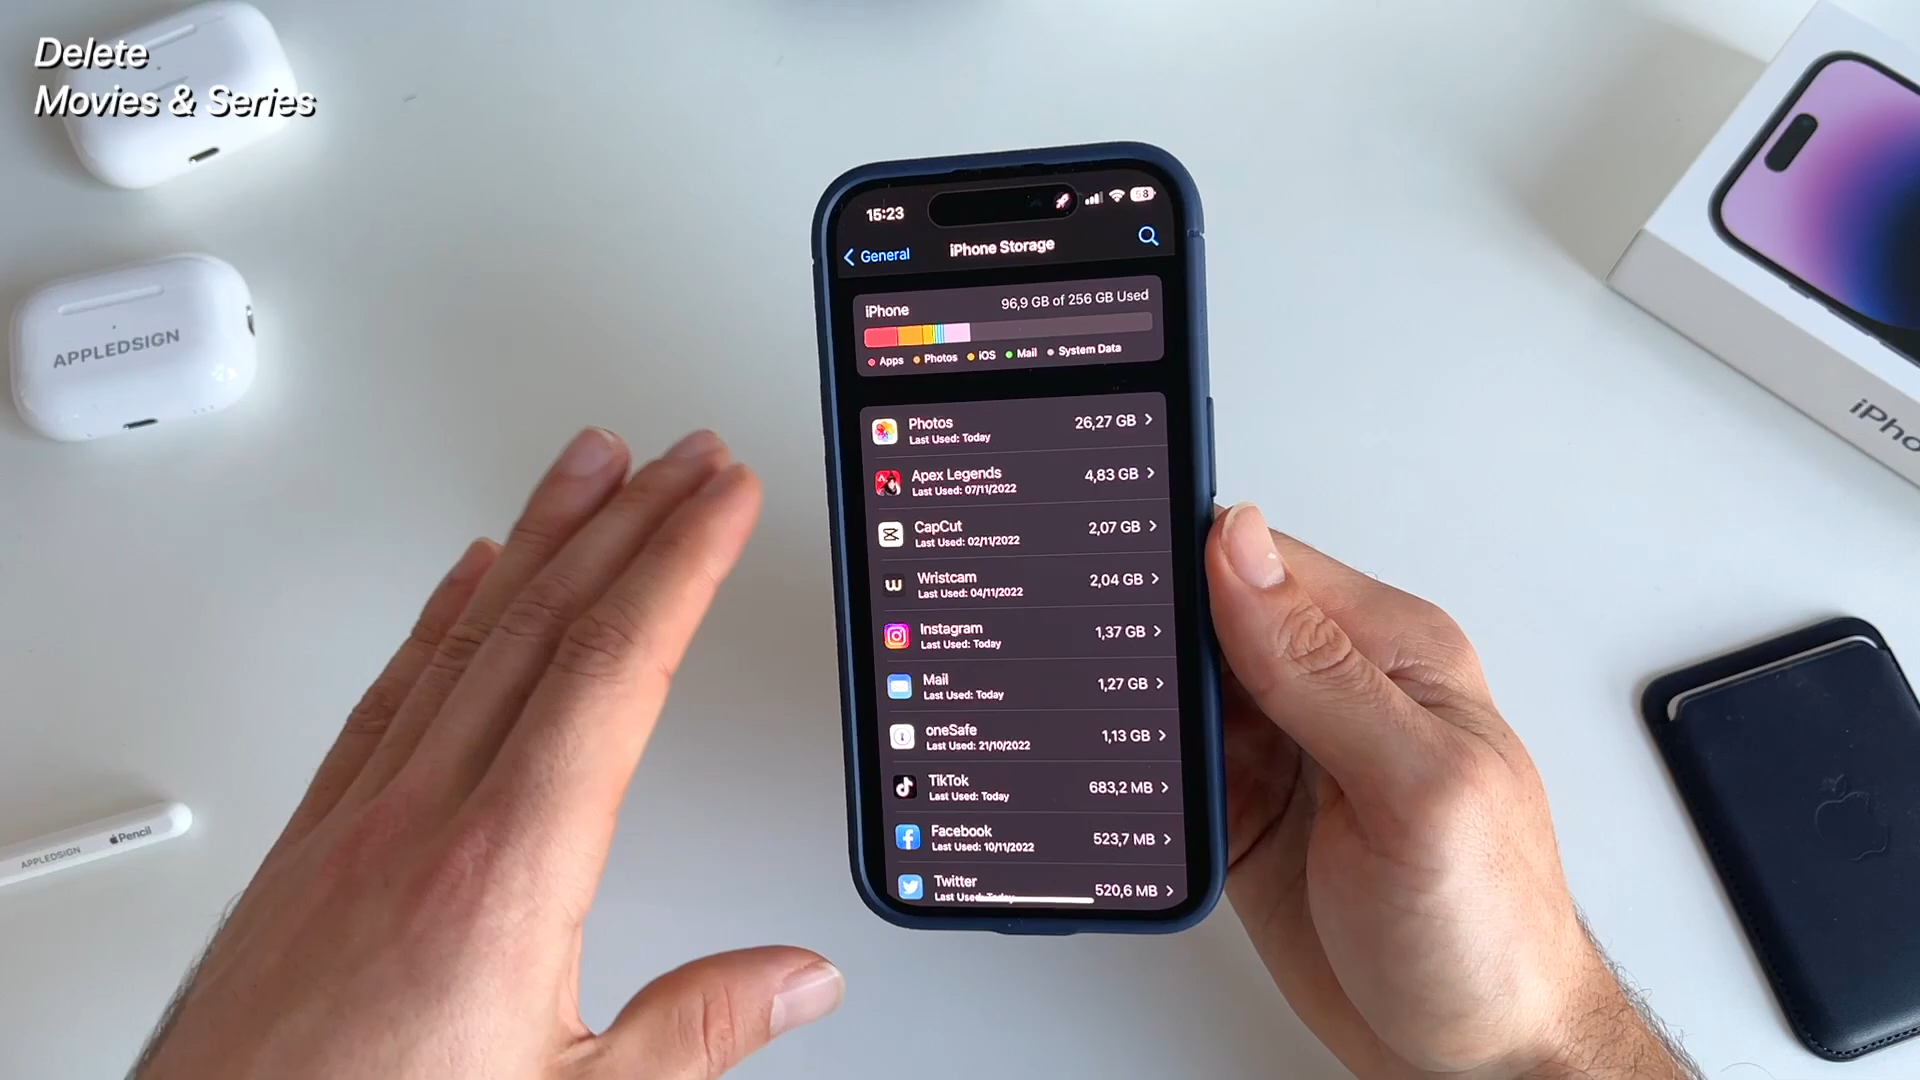 Delete
Movies & Series
APPLEDSIGN
APPLEDSIGN Pencil
iPho
15:23
58
General
iPhone Storage
iPhone
96,9 GB of 256 GB Used
Apps
Photos
iOS
Mail
System Data
Photos
26,27 GB
Last Used: Today
Apex Legends
4,83 GB
Last Used: 07/11/2022
CapCut
2,07 GB
Last Used: 02/11/2022
Wristcam
2,04 GB
Last Used: 04/11/2022
Instagram
1,37 GB
Last Used: Today
Mail
1,27 GB
Last Used: Today
oneSafe
1,13 GB
Last Used: 21/10/2022
TikTok
683,2 MB
Last Used: Today
Facebook
523,7 MB
Last Used: 10/11/2022
Twitter
520,6 MB
Last Used: Today